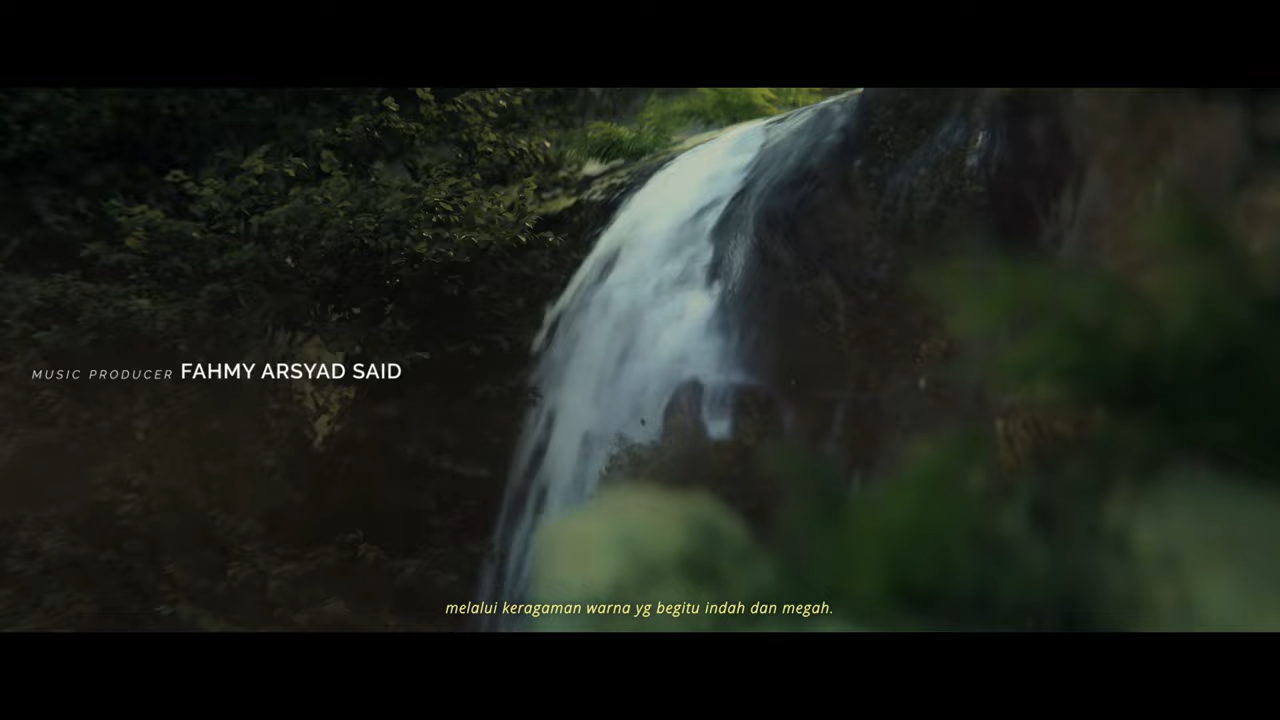 MUSIC PRODUCER FAHMY ARSYAD SAID
melalui keragaman warna yg begitu indah dan megah.